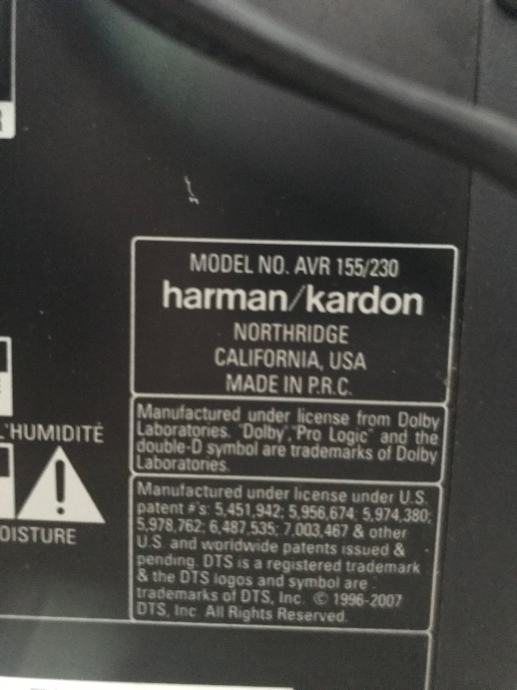 MODEL NO. AVR 155/230
harman/kardon
NORTHRIDGE
CALIFORNIA, USA
MADE IN P.R.C.
Manufactured under license from Dolby
Laboratories. "Dolby","Pro Logic" and the
double-D symbol are trademarks of Dolby
Laboratories.
L'HUMIDITÉ
OISTURE
Manufactured under license under U.S.
patent #'s: 5,451,942; 5,956,674; 5,974,380;
5,978,762; 6,487,535; 7,003,467 & other
U.S. and worldwide patents issued &
pending. DTS is a registered trademark
& the DTS logos and symbol are
trademarks of DTS, Inc. © 1996-2007
DTS, Inc. All Rights Reserved.